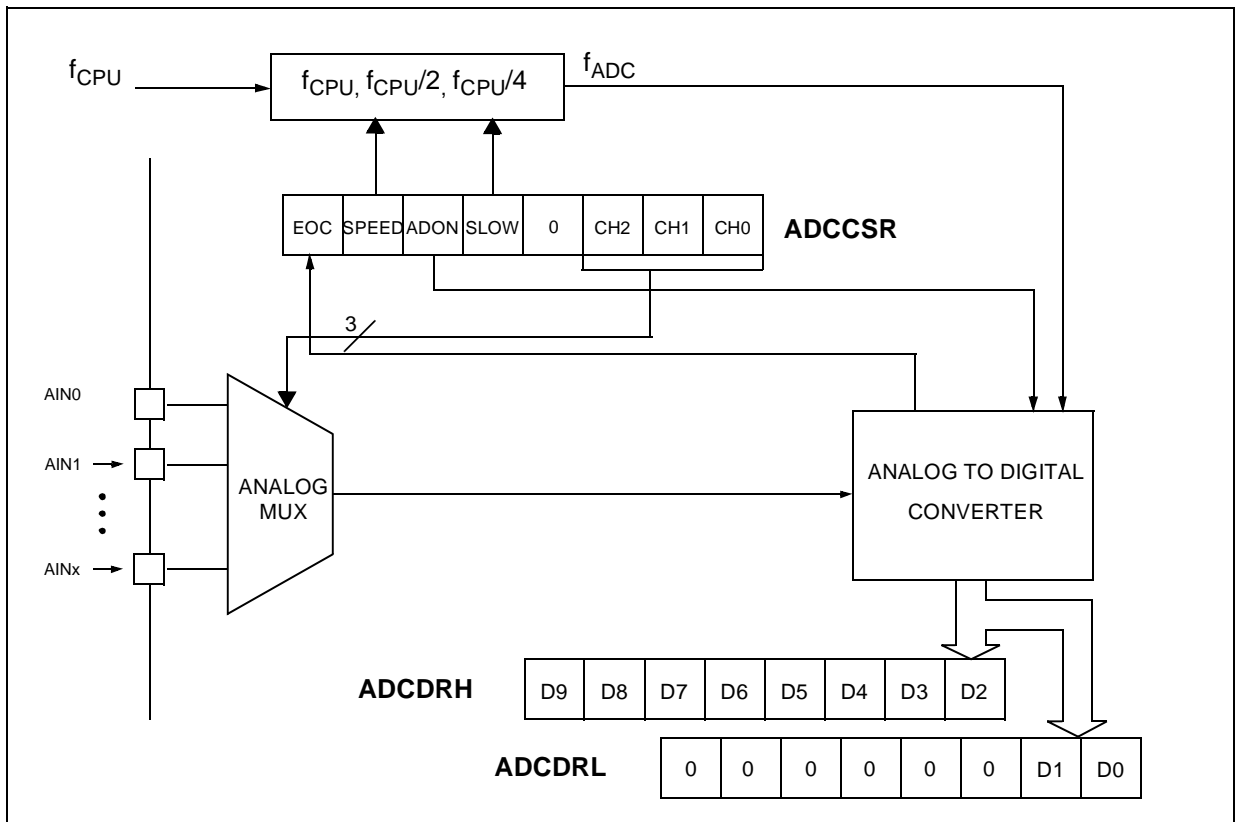 fCPU
fCPU, fCPU/2, fCPU/4
fADC
EOC SPEED ADON SLOW 0 CH2 CH1 CH0 ADCCSR
3
AIN0
AIN1
AINx
ANALOG
MUX
ANALOG TO DIGITAL
CONVERTER
ADCDRH D9 D8 D7 D6 D5 D4 D3 D2
ADCDRL 0 0 0 0 0 0 D1 D0